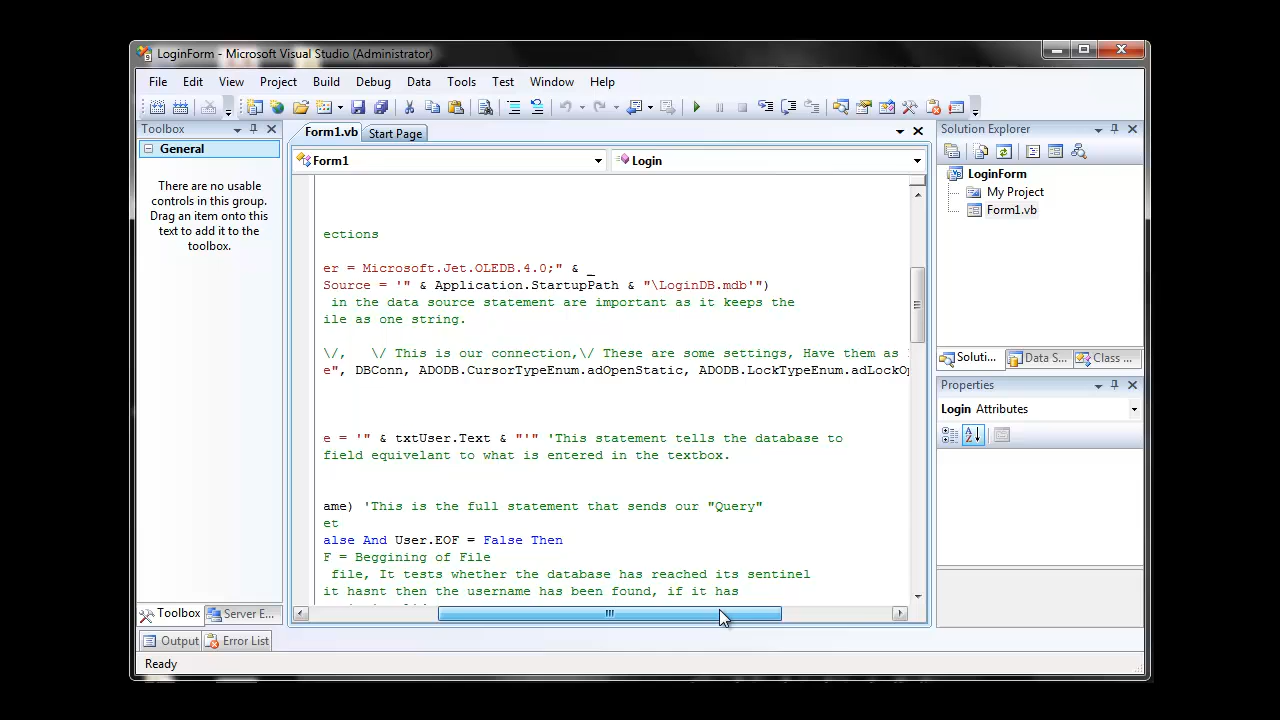 LoginForm - Microsoft Visual Studio (Administrator)
File Edit View Project Build Debug Data Tools Test Window Help
Toolbox
General
There are no usable
controls in this group.
Drag an item onto this
text to add it to the
toolbox.
Toolbox Server E...
Output Error List
Ready
Form1.vb Start Page
Form1 Login
ections
er = Microsoft.Jet.OLEDB.4.0;" & _
Source = '" & Application.StartupPath & "\LoginDB.mdb'")
in the data source statement are important as it keeps the
ile as one string.
\/, \/ This is our connection,\/ These are some settings, Have them as
e", DBConn, ADODB.CursorTypeEnum.adOpenStatic, ADODB.LockTypeEnum.adLockOp
e = '" & txtUser.Text & "'" 'This statement tells the database to
field equivelant to what is entered in the textbox.
ame) 'This is the full statement that sends our "Query"
et
alse And User.EOF = False Then
F = Beggining of File
file, It tests whether the database has reached its sentinel
it hasnt then the username has been found, if it has
Solution Explorer
LoginForm
My Project
Form1.vb
Soluti... Data S... Class ...
Properties
Login Attributes